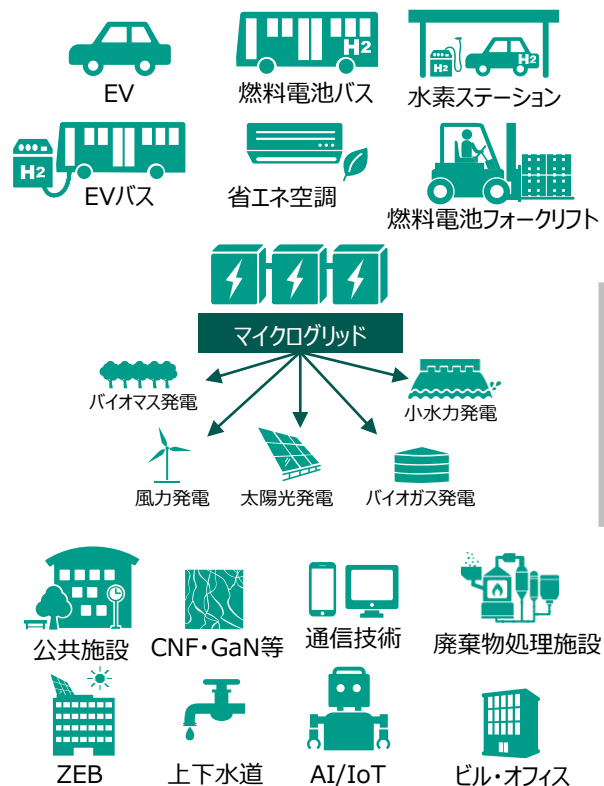 H2
H2
H2
EV
燃料電池バス
水素ステーション
H2
EVバス
省エネ空調
燃料電池フォークリフト
マイクログリッド
バイオマス発電
小水力発電
風力発電
太陽光発電
バイオガス発電
公共施設
CNF・GaN等
通信技術
廃棄物処理施設
ZEB
上下水道
AI/IoT
ビル・オフィス